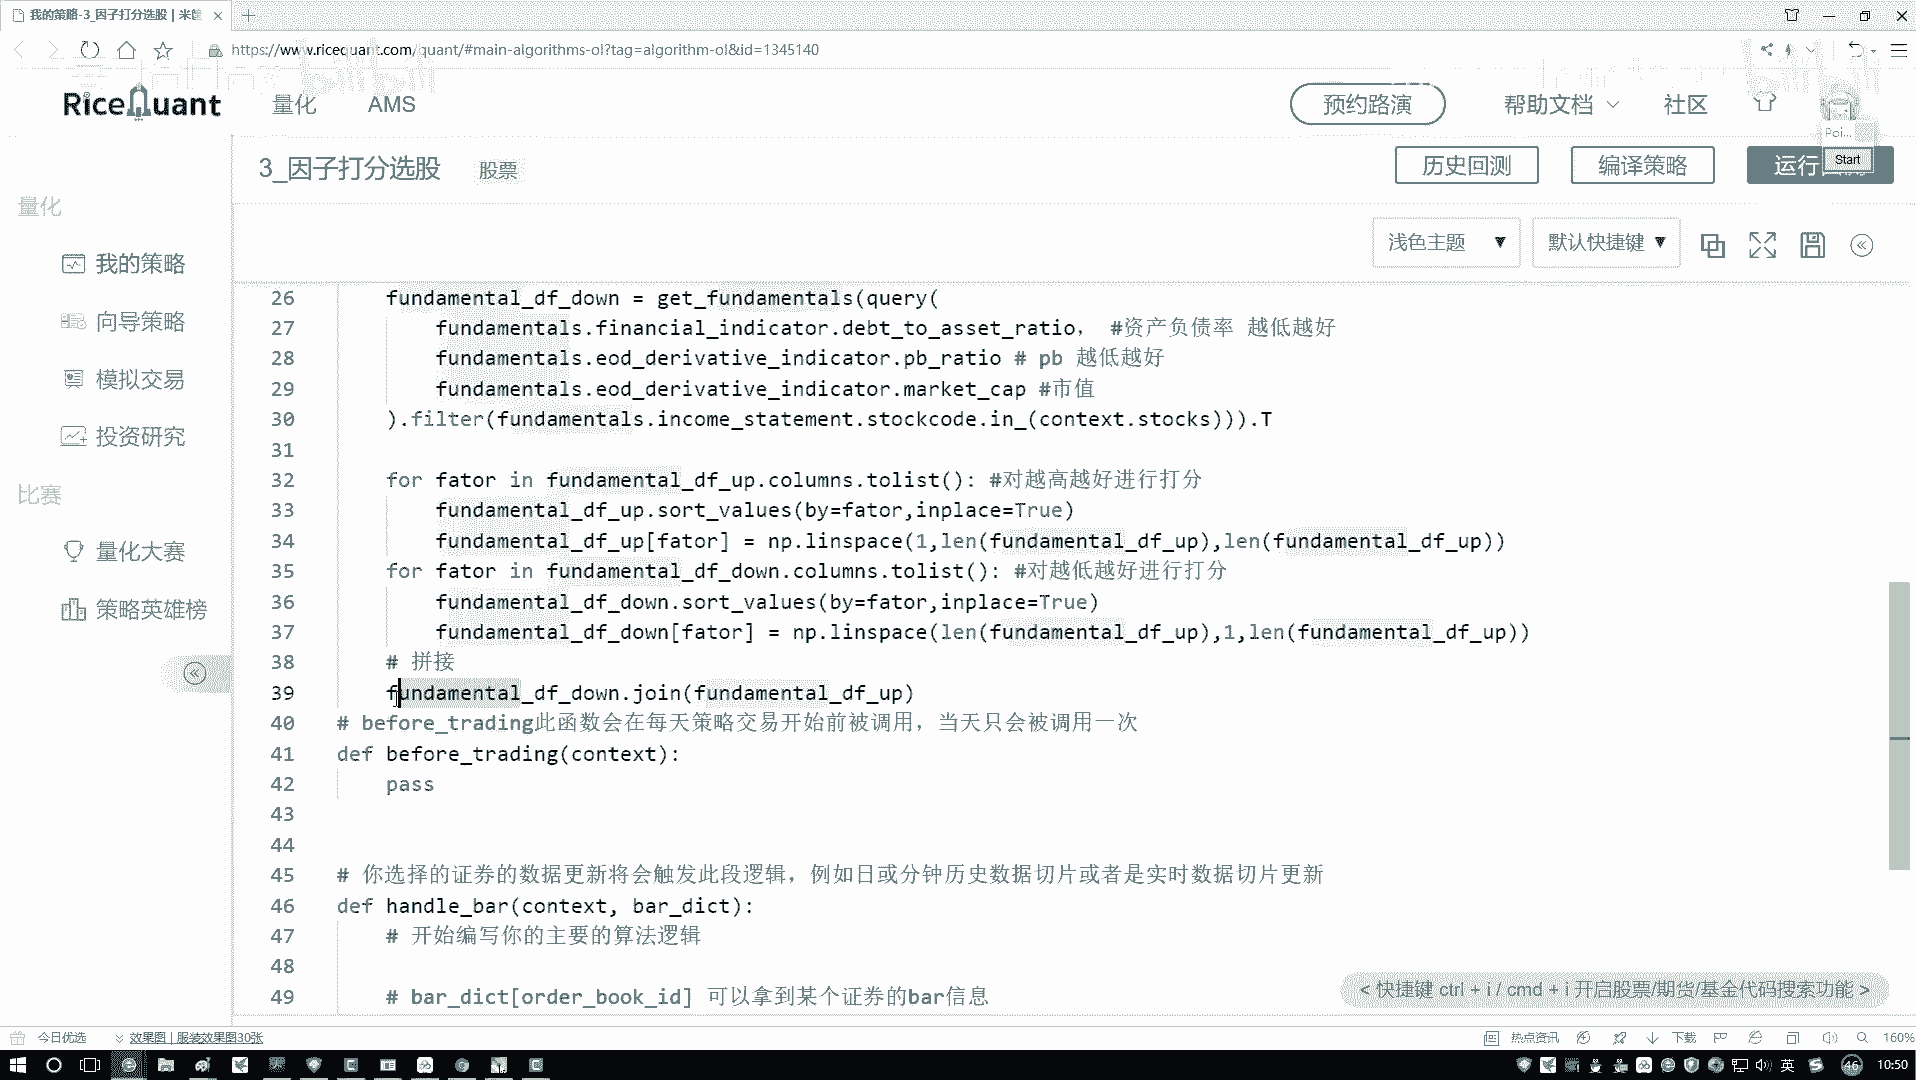 我的策略-3_因子打分选股 | 米筐
https://www.ricequant.com/quant/#main-algorithms-ol?tag=algorithm-ol&id=1345140
RiceQuant
量化
AMS
预约路演
帮助文档
社区
Poi...
Start
3_因子打分选股
股票
历史回测
编译策略
运行
量化
我的策略
向导策略
模拟交易
投资研究
比赛
量化大赛
策略英雄榜
浅色主题
默认快捷键
26 fundamental_df_down = get_fundamentals(query(
27 fundamentals.financial_indicator.debt_to_asset_ratio, #资产负债率 越低越好
28 fundamentals.eod_derivative_indicator.pb_ratio # pb 越低越好
29 fundamentals.eod_derivative_indicator.market_cap #市值
30 ).filter(fundamentals.income_statement.stockcode.in_(context.stocks))).T
31
32 for fator in fundamental_df_up.columns.tolist(): #对越高越好进行打分
33 fundamental_df_up.sort_values(by=fator,inplace=True)
34 fundamental_df_up[fator] = np.linspace(1,len(fundamental_df_up),len(fundamental_df_up))
35 for fator in fundamental_df_down.columns.tolist(): #对越低越好进行打分
36 fundamental_df_down.sort_values(by=fator,inplace=True)
37 fundamental_df_down[fator] = np.linspace(len(fundamental_df_up),1,len(fundamental_df_up))
38 # 拼接
39 fundamental_df_down.join(fundamental_df_up)
40 # before_trading此函数会在每天策略交易开始前被调用，当天只会被调用一次
41 def before_trading(context):
42 pass
43
44
45 # 你选择的证券的数据更新将会触发此段逻辑，例如日或分钟历史数据切片或者是实时数据切片更新
46 def handle_bar(context, bar_dict):
47 # 开始编写你的主要的算法逻辑
48
49 # bar_dict[order_book_id] 可以拿到某个证券的bar信息
< 快捷键 ctrl + i / cmd + i 开启股票/期货/基金代码搜索功能 >
今日优选
效果图 | 服装效果图30张
热点资讯
下载
160%
英
46
10:50